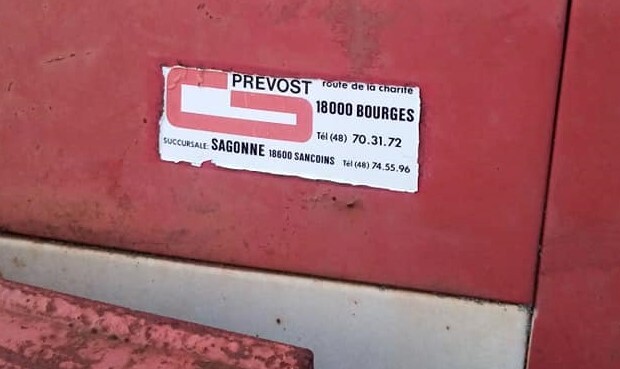 PREVOST route de la charité
18000 BOURGES
Tél (48) 70.31.72
SUCCURSALE: SAGONNE 18600 SANCOINS Tél (48) 74.55.96